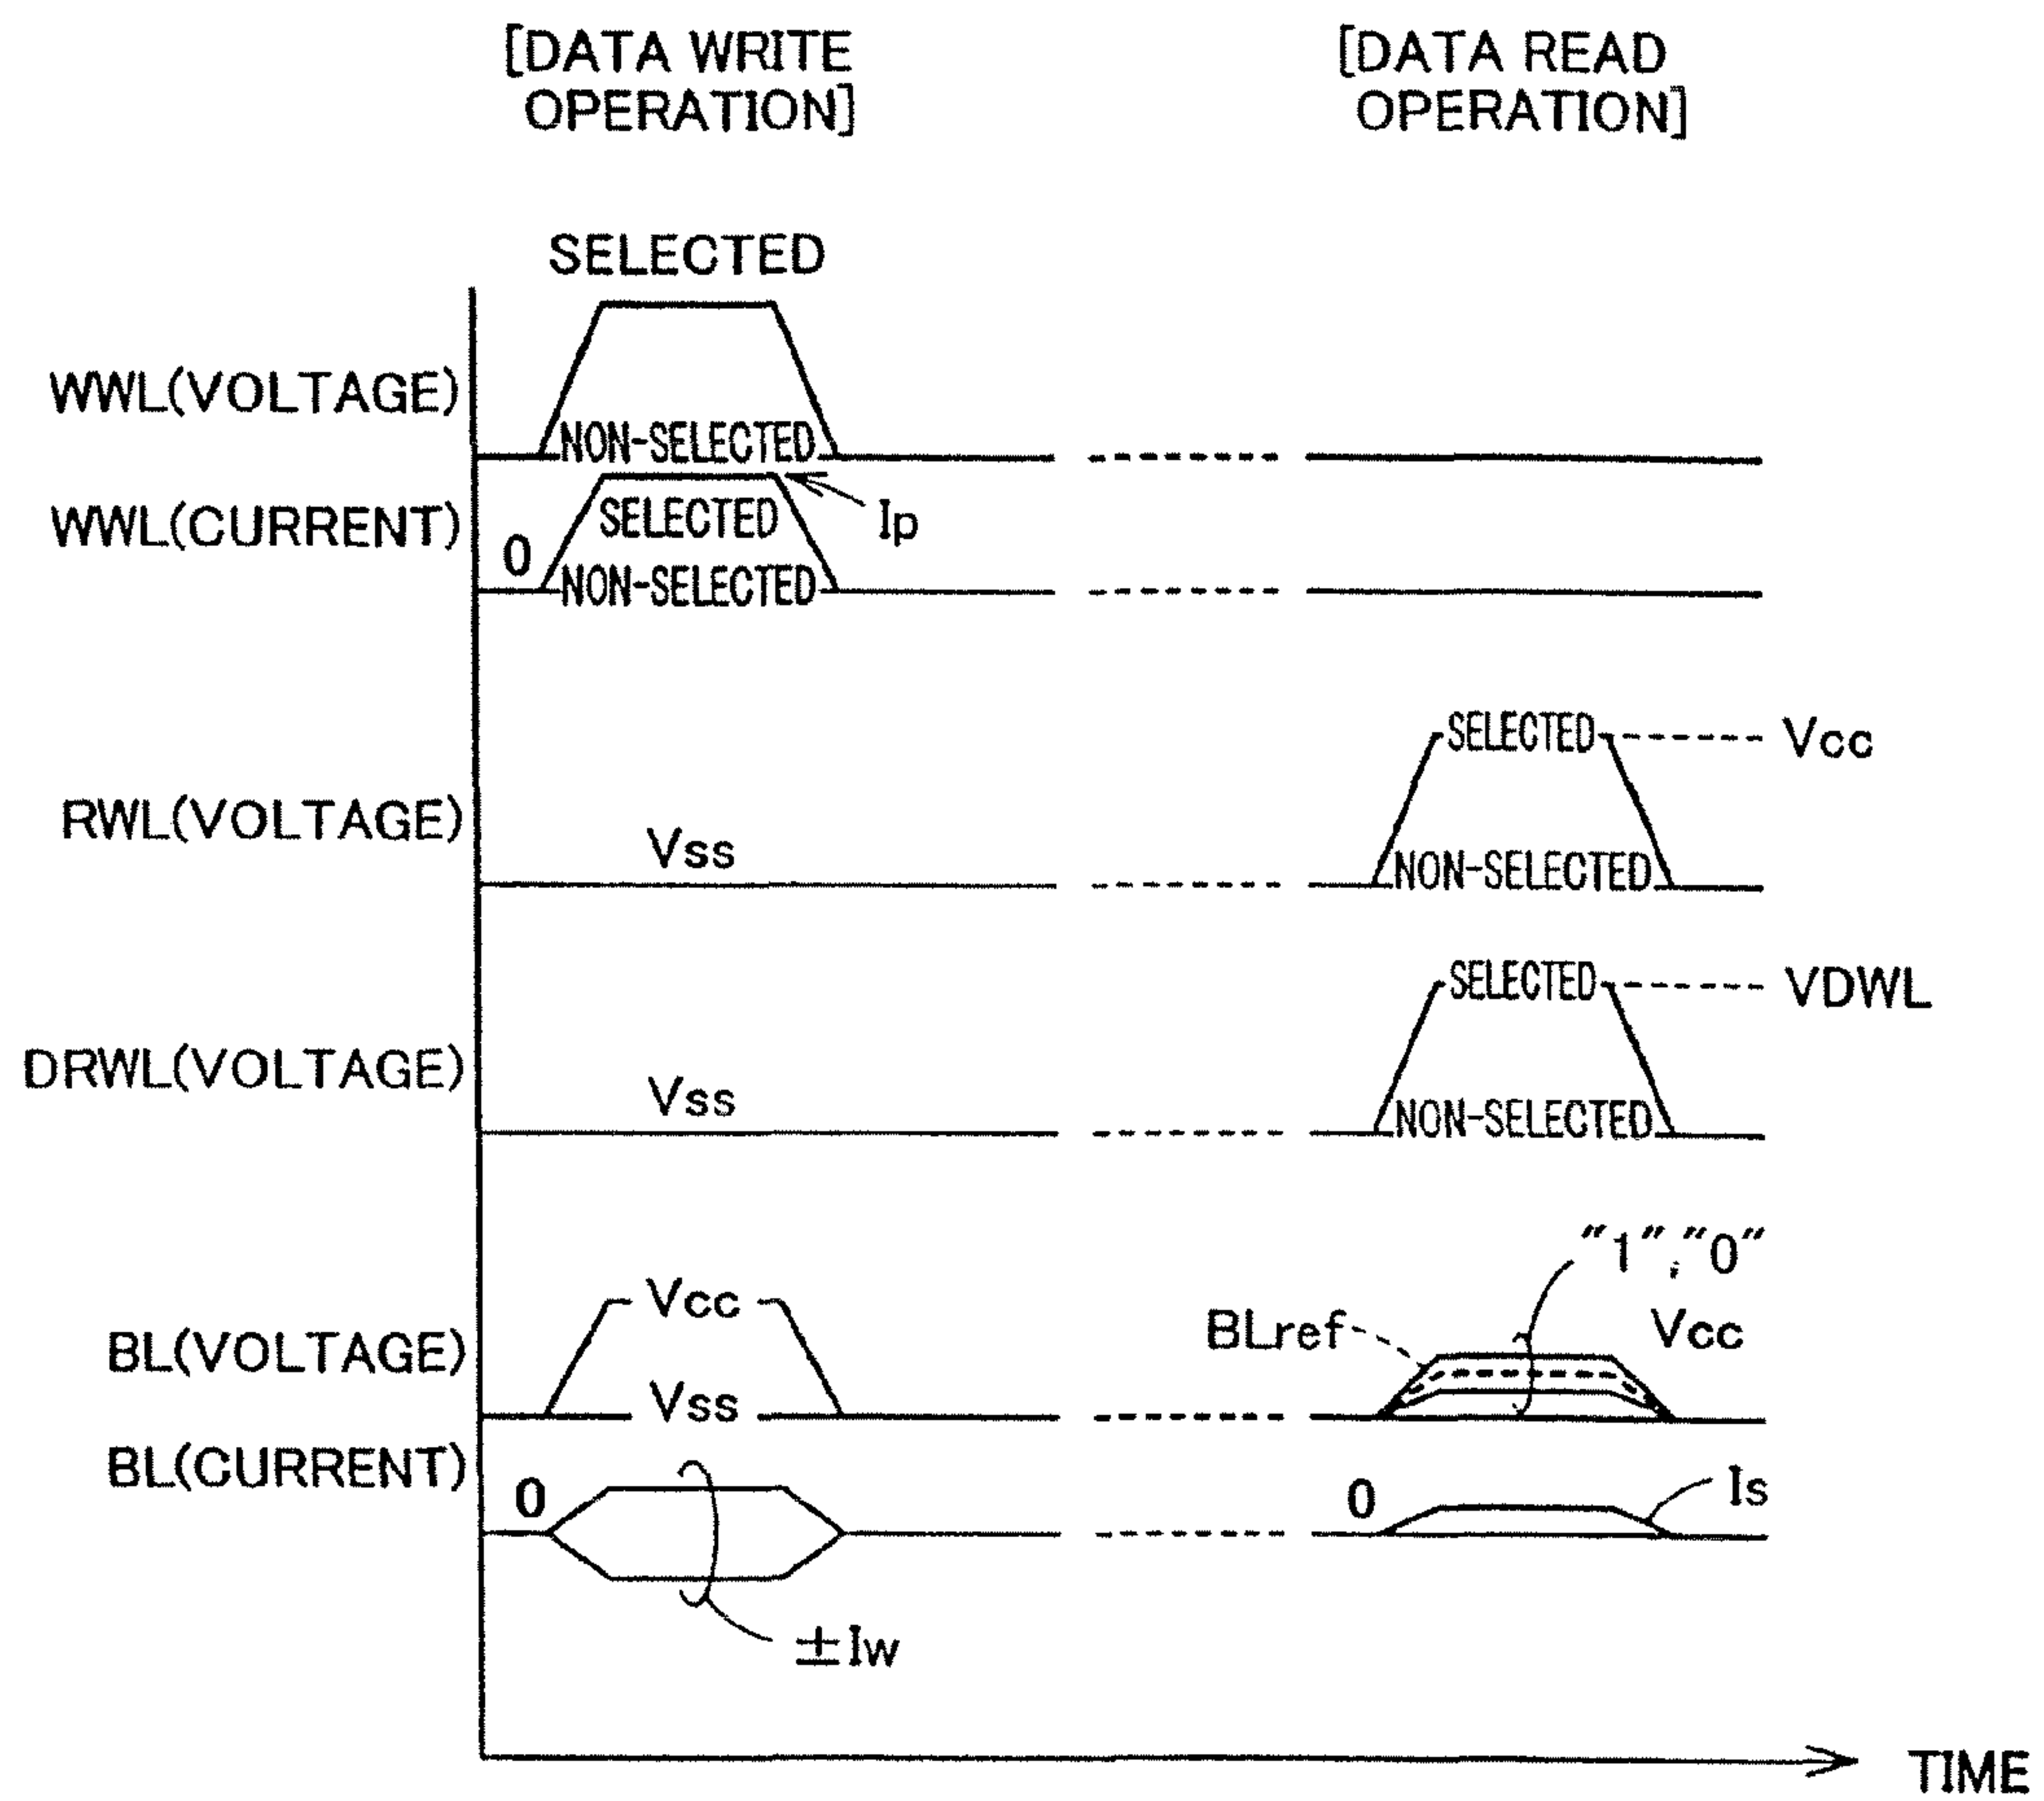 [DATA WRITE
OPERATION]
[DATA READ
OPERATION]
SELECTED
WWL(VOLTAGE)
NON-SELECTED
WWL(CURRENT)
0
SELECTED
Ip
NON-SELECTED
SELECTED
Vcc
RWL(VOLTAGE)
Vss
NON-SELECTED
SELECTED
VDWL
DRWL(VOLTAGE)
Vss
NON-SELECTED
"1","0"
Vcc
BLref
Vcc
BL(VOLTAGE)
Vss
BL(CURRENT)
0
0
Is
±Iw
TIME